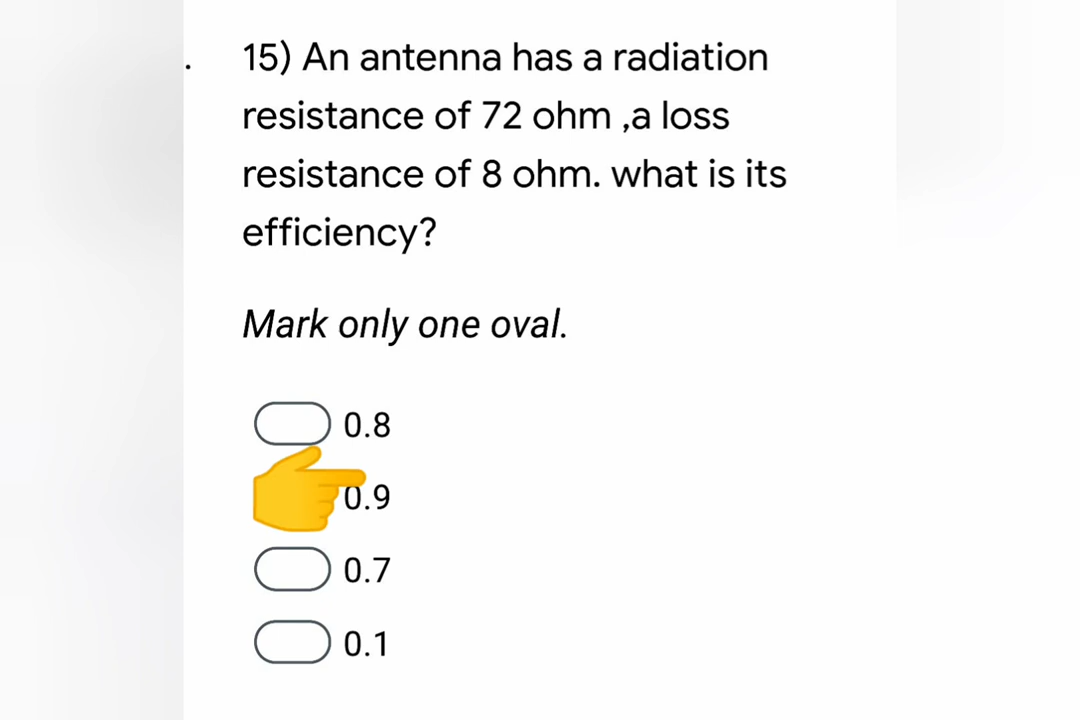 15) An antenna has a radiation
resistance of 72 ohm ,a loss
resistance of 8 ohm. what is its
efficiency?
Mark only one oval.
0.8
0.9
0.7
0.1